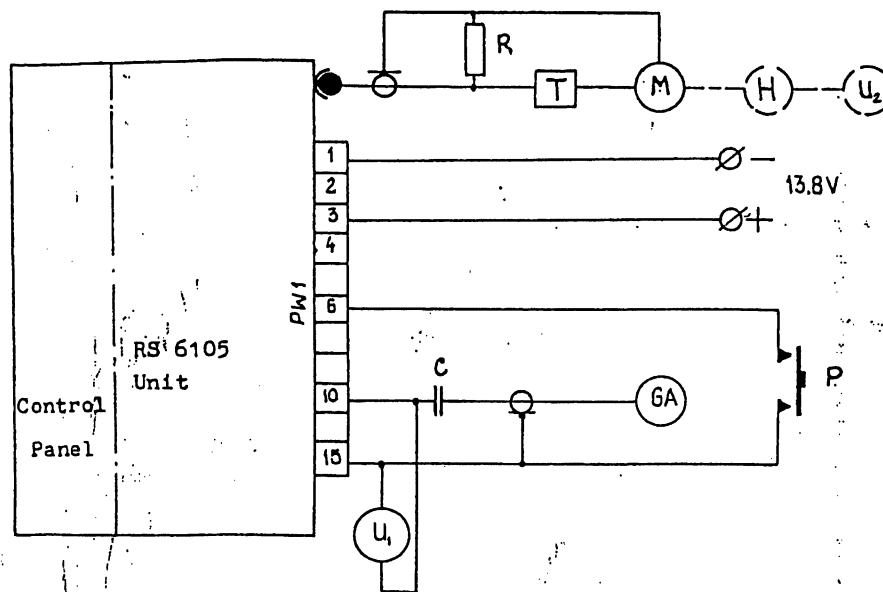 R
T
M
H
U₂
1
2
3
4
6
10
15
PW1
13.8V
−
+
RS 6105
Unit
Control
Panel
C
GA
P
U₁